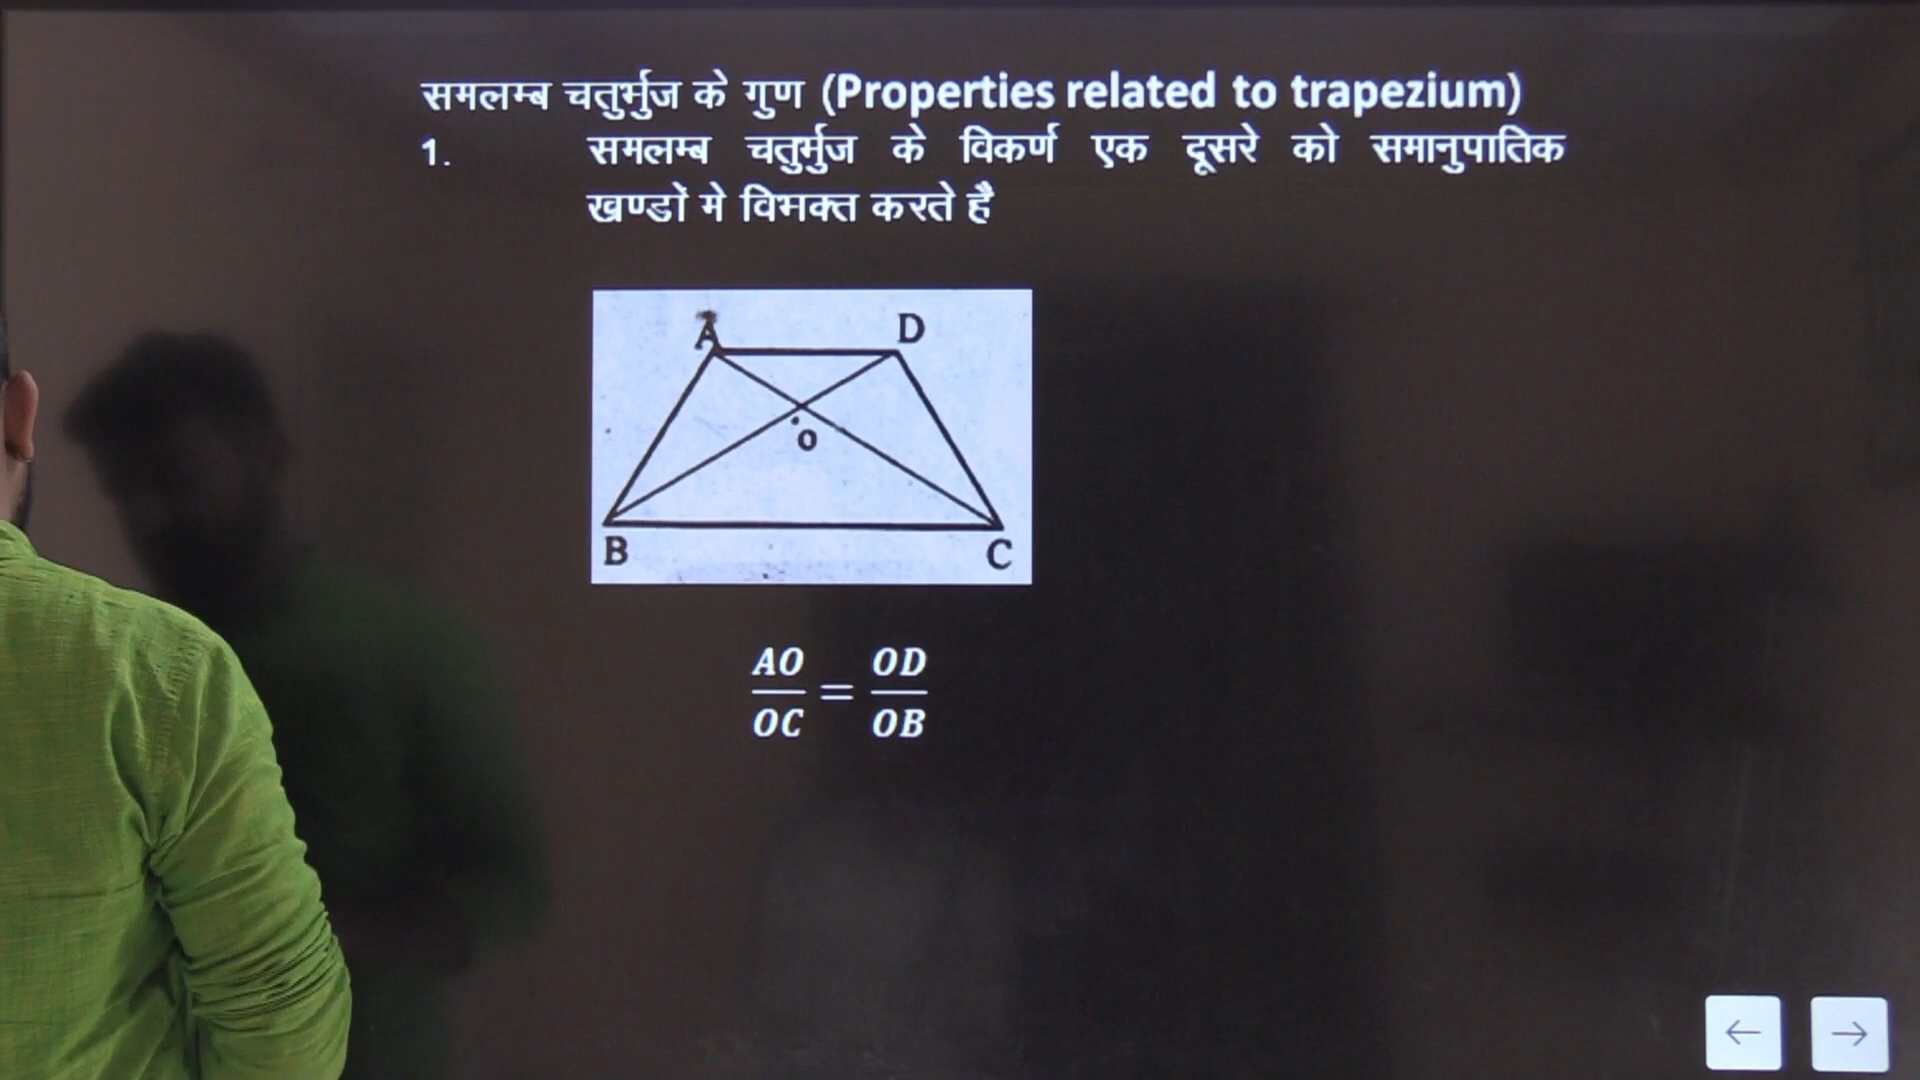 समलम्ब चतुर्भुज के गुण (Properties related to trapezium)
1. समलम्ब चतुर्भुज के विकर्ण एक दूसरे को समानुपातिक
खण्डों मे विभक्त करते है
A D
o
B C
AO/OC = OD/OB